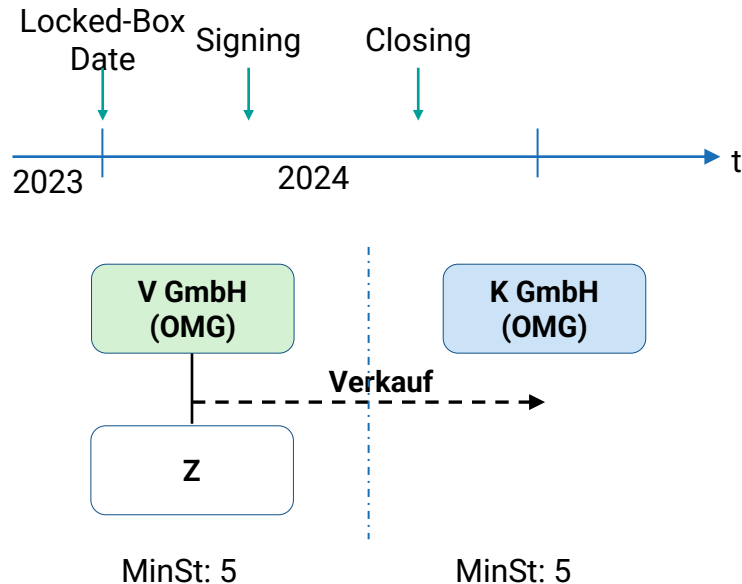 Locked-Box
Date
Signing
Closing
t
2023
2024
V GmbH
(OMG)
K GmbH
(OMG)
Verkauf
Z
MinSt: 5
MinSt: 5